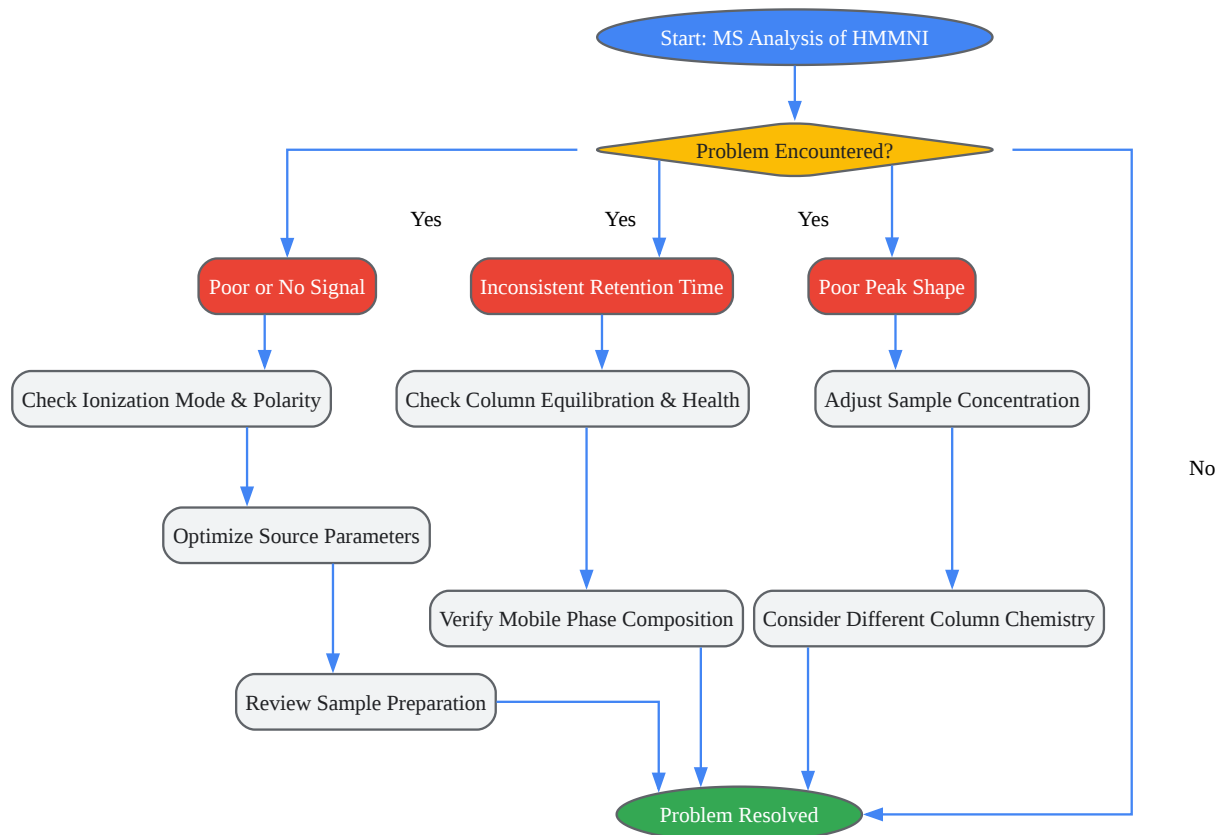 Start: MS Analysis of HMMNI
Problem Encountered?
Yes
Yes
Yes
Poor or No Signal
Inconsistent Retention Time
Poor Peak Shape
Check Ionization Mode & Polarity
Check Column Equilibration & Health
Adjust Sample Concentration
No
Optimize Source Parameters
Verify Mobile Phase Composition
Consider Different Column Chemistry
Review Sample Preparation
Problem Resolved